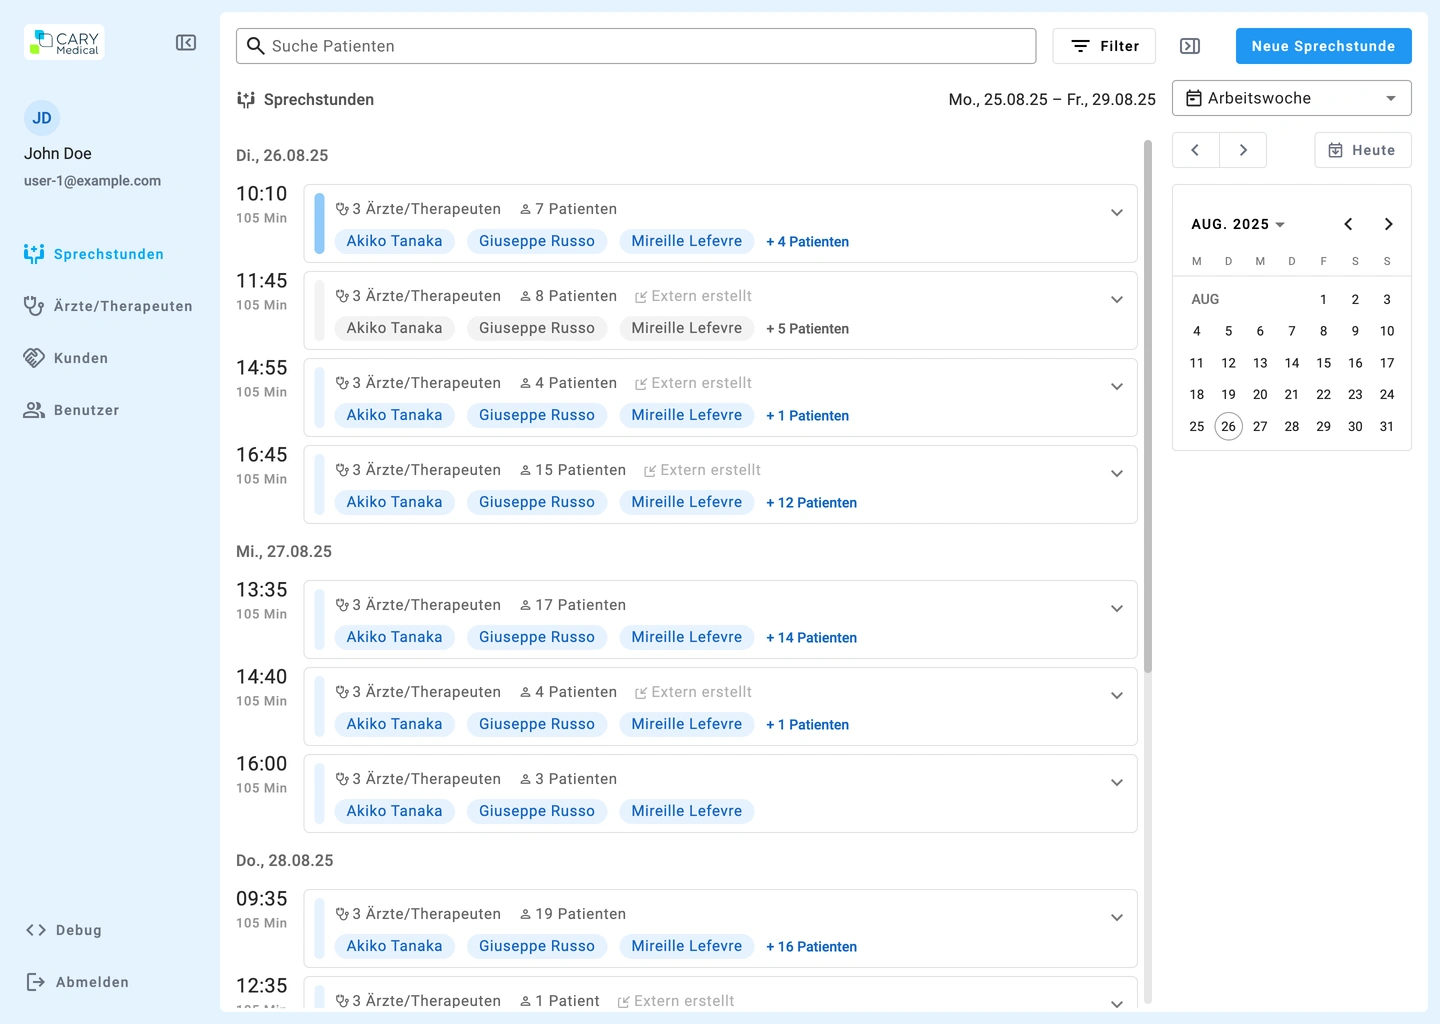 CARY
Medical
JD
John Doe
user-1@example.com
Sprechstunden
Ärzte/Therapeuten
Kunden
Benutzer
Debug
Abmelden
Suche Patienten
Filter
Neue Sprechstunde
Sprechstunden
Mo., 25.08.25 – Fr., 29.08.25
Di., 26.08.25
10:10
105 Min
3 Ärzte/Therapeuten 7 Patienten
Akiko Tanaka Giuseppe Russo Mireille Lefevre + 4 Patienten
11:45
105 Min
3 Ärzte/Therapeuten 8 Patienten Extern erstellt
Akiko Tanaka Giuseppe Russo Mireille Lefevre + 5 Patienten
14:55
105 Min
3 Ärzte/Therapeuten 4 Patienten Extern erstellt
Akiko Tanaka Giuseppe Russo Mireille Lefevre + 1 Patienten
16:45
105 Min
3 Ärzte/Therapeuten 15 Patienten Extern erstellt
Akiko Tanaka Giuseppe Russo Mireille Lefevre + 12 Patienten
Mi., 27.08.25
13:35
105 Min
3 Ärzte/Therapeuten 17 Patienten
Akiko Tanaka Giuseppe Russo Mireille Lefevre + 14 Patienten
14:40
105 Min
3 Ärzte/Therapeuten 4 Patienten Extern erstellt
Akiko Tanaka Giuseppe Russo Mireille Lefevre + 1 Patienten
16:00
105 Min
3 Ärzte/Therapeuten 3 Patienten
Akiko Tanaka Giuseppe Russo Mireille Lefevre
Do., 28.08.25
09:35
105 Min
3 Ärzte/Therapeuten 19 Patienten
Akiko Tanaka Giuseppe Russo Mireille Lefevre + 16 Patienten
12:35
105 Min
3 Ärzte/Therapeuten 1 Patient Extern erstellt
Arbeitswoche
Heute
AUG. 2025
M D M D F S S
AUG 1 2 3
4 5 6 7 8 9 10
11 12 13 14 15 16 17
18 19 20 21 22 23 24
25 26 27 28 29 30 31